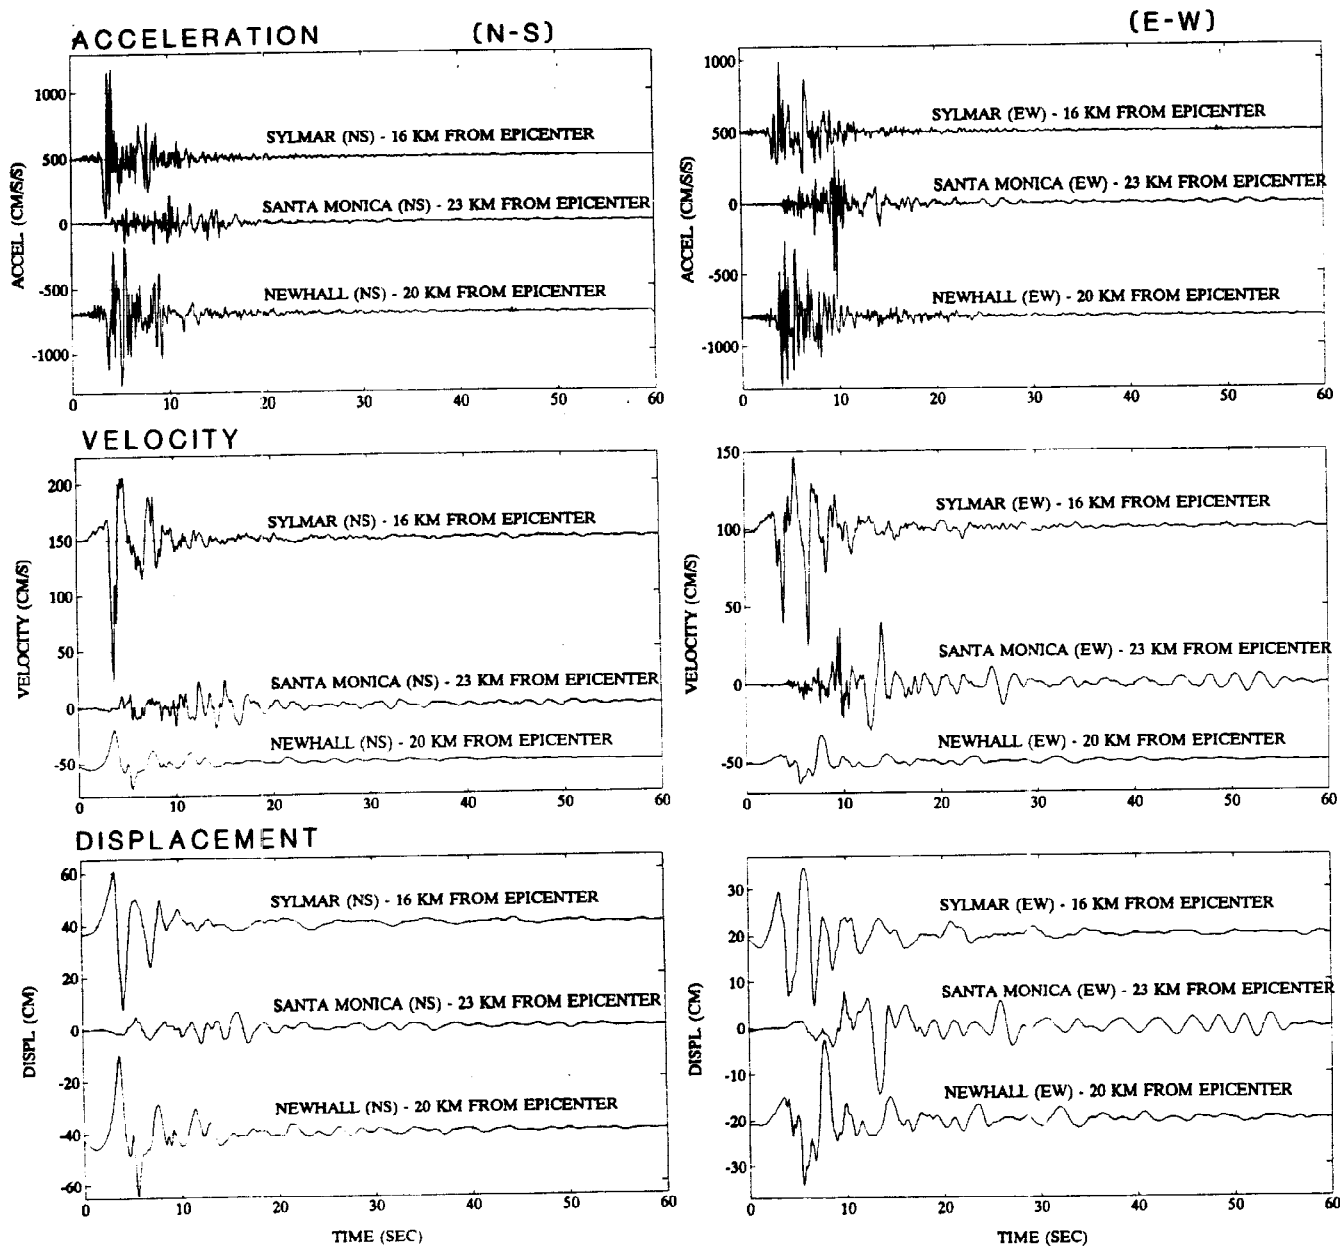 ACCELERATION (N-S)
(E-W)
1000
500
0
-500
-1000
ACCEL. (CM/S/S)
SYLMAR (NS) - 16 KM FROM EPICENTER
SANTA MONICA (NS) - 23 KM FROM EPICENTER
NEWHALL (NS) - 20 KM FROM EPICENTER
0 10 20 30 40 50 60
1000
500
0
-500
-1000
ACCEL. (CM/S/S)
SYLMAR (EW) - 16 KM FROM EPICENTER
SANTA MONICA (EW) - 23 KM FROM EPICENTER
NEWHALL (EW) - 20 KM FROM EPICENTER
0 10 20 30 40 50 60
VELOCITY
200
150
100
50
0
-50
VELOCITY (CM/S)
SYLMAR (NS) - 16 KM FROM EPICENTER
SANTA MONICA (NS) - 23 KM FROM EPICENTER
NEWHALL (NS) - 20 KM FROM EPICENTER
0 10 20 30 40 50 60
150
100
50
0
-50
VELOCITY (CM/S)
SYLMAR (EW) - 16 KM FROM EPICENTER
SANTA MONICA (EW) - 23 KM FROM EPICENTER
NEWHALL (EW) - 20 KM FROM EPICENTER
0 10 20 30 40 50 60
DISPLACEMENT
60
40
20
0
-20
-40
-60
DISPL. (CM)
SYLMAR (NS) - 16 KM FROM EPICENTER
SANTA MONICA (NS) - 23 KM FROM EPICENTER
NEWHALL (NS) - 20 KM FROM EPICENTER
0 10 20 30 40 50 60
TIME (SEC)
30
20
10
0
-10
-20
-30
DISPL. (CM)
SYLMAR (EW) - 16 KM FROM EPICENTER
SANTA MONICA (EW) - 23 KM FROM EPICENTER
NEWHALL (EW) - 20 KM FROM EPICENTER
0 10 20 30 40 50 60
TIME (SEC)